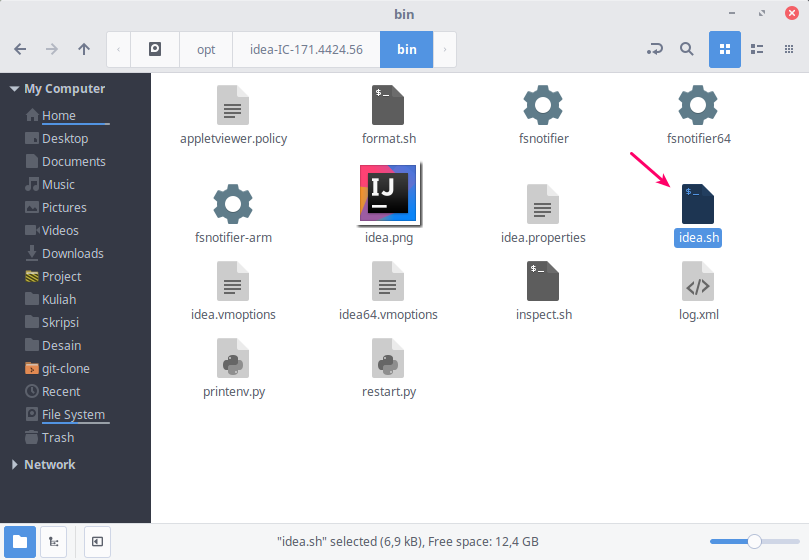 bin
opt
idea-IC-171.4424.56
bin
My Computer
Home
Desktop
Documents
Music
Pictures
Videos
Downloads
Project
Kuliah
Skripsi
Desain
git-clone
Recent
File System
Trash
Network
appletviewer.policy
$_
format.sh
fsnotifier
fsnotifier64
fsnotifier-arm
IJ
idea.png
idea.properties
$_
idea.sh
idea.vmoptions
idea64.vmoptions
$_
inspect.sh
</>
log.xml
printenv.py
restart.py
"idea.sh" selected (6,9 kB), Free space: 12,4 GB